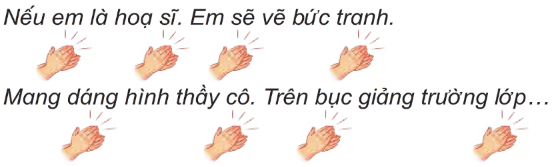 Nếu em là hoạ sĩ. Em sẽ vẽ bức tranh.
Mang dáng hình thầy cô. Trên bục giảng trường lớp…